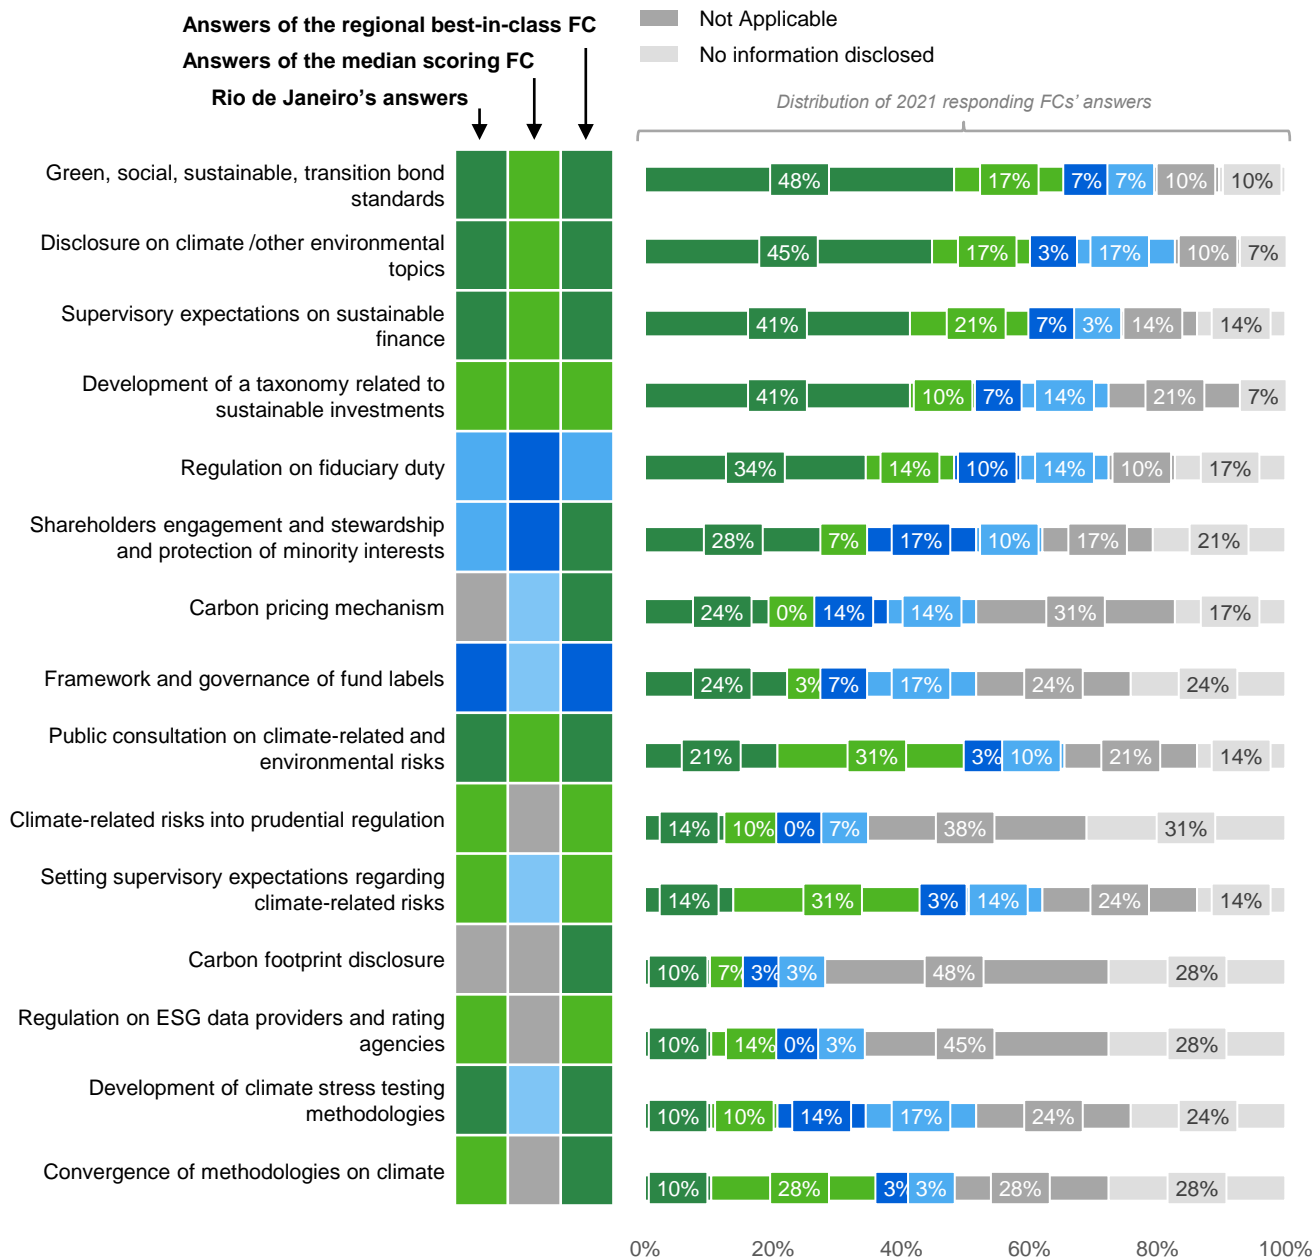 Answers of the regional best-in-class FC
Answers of the median scoring FC
Rio de Janeiro's answers
Not Applicable
No information disclosed
Distribution of 2021 responding FCs' answers
Green, social, sustainable, transition bond
standards
48% 17% 7% 7% 10% 10%
Disclosure on climate /other environmental
topics
45% 17% 3% 17% 10% 7%
Supervisory expectations on sustainable
finance
41% 21% 7% 3% 14% 14%
Development of a taxonomy related to
sustainable investments
41% 10% 7% 14% 21% 7%
Regulation on fiduciary duty
34% 14% 10% 14% 10% 17%
Shareholders engagement and stewardship
and protection of minority interests
28% 7% 17% 10% 17% 21%
Carbon pricing mechanism
24% 0% 14% 14% 31% 17%
Framework and governance of fund labels
24% 3% 7% 17% 24% 24%
Public consultation on climate-related and
environmental risks
21% 31% 3% 10% 21% 14%
Climate-related risks into prudential regulation
14% 10% 0% 7% 38% 31%
Setting supervisory expectations regarding
climate-related risks
14% 31% 3% 14% 24% 14%
Carbon footprint disclosure
10% 7% 3% 3% 48% 28%
Regulation on ESG data providers and rating
agencies
10% 14% 0% 3% 45% 28%
Development of climate stress testing
methodologies
10% 10% 14% 17% 24% 24%
Convergence of methodologies on climate
10% 28% 3% 3% 28% 28%
0% 20% 40% 60% 80% 100%